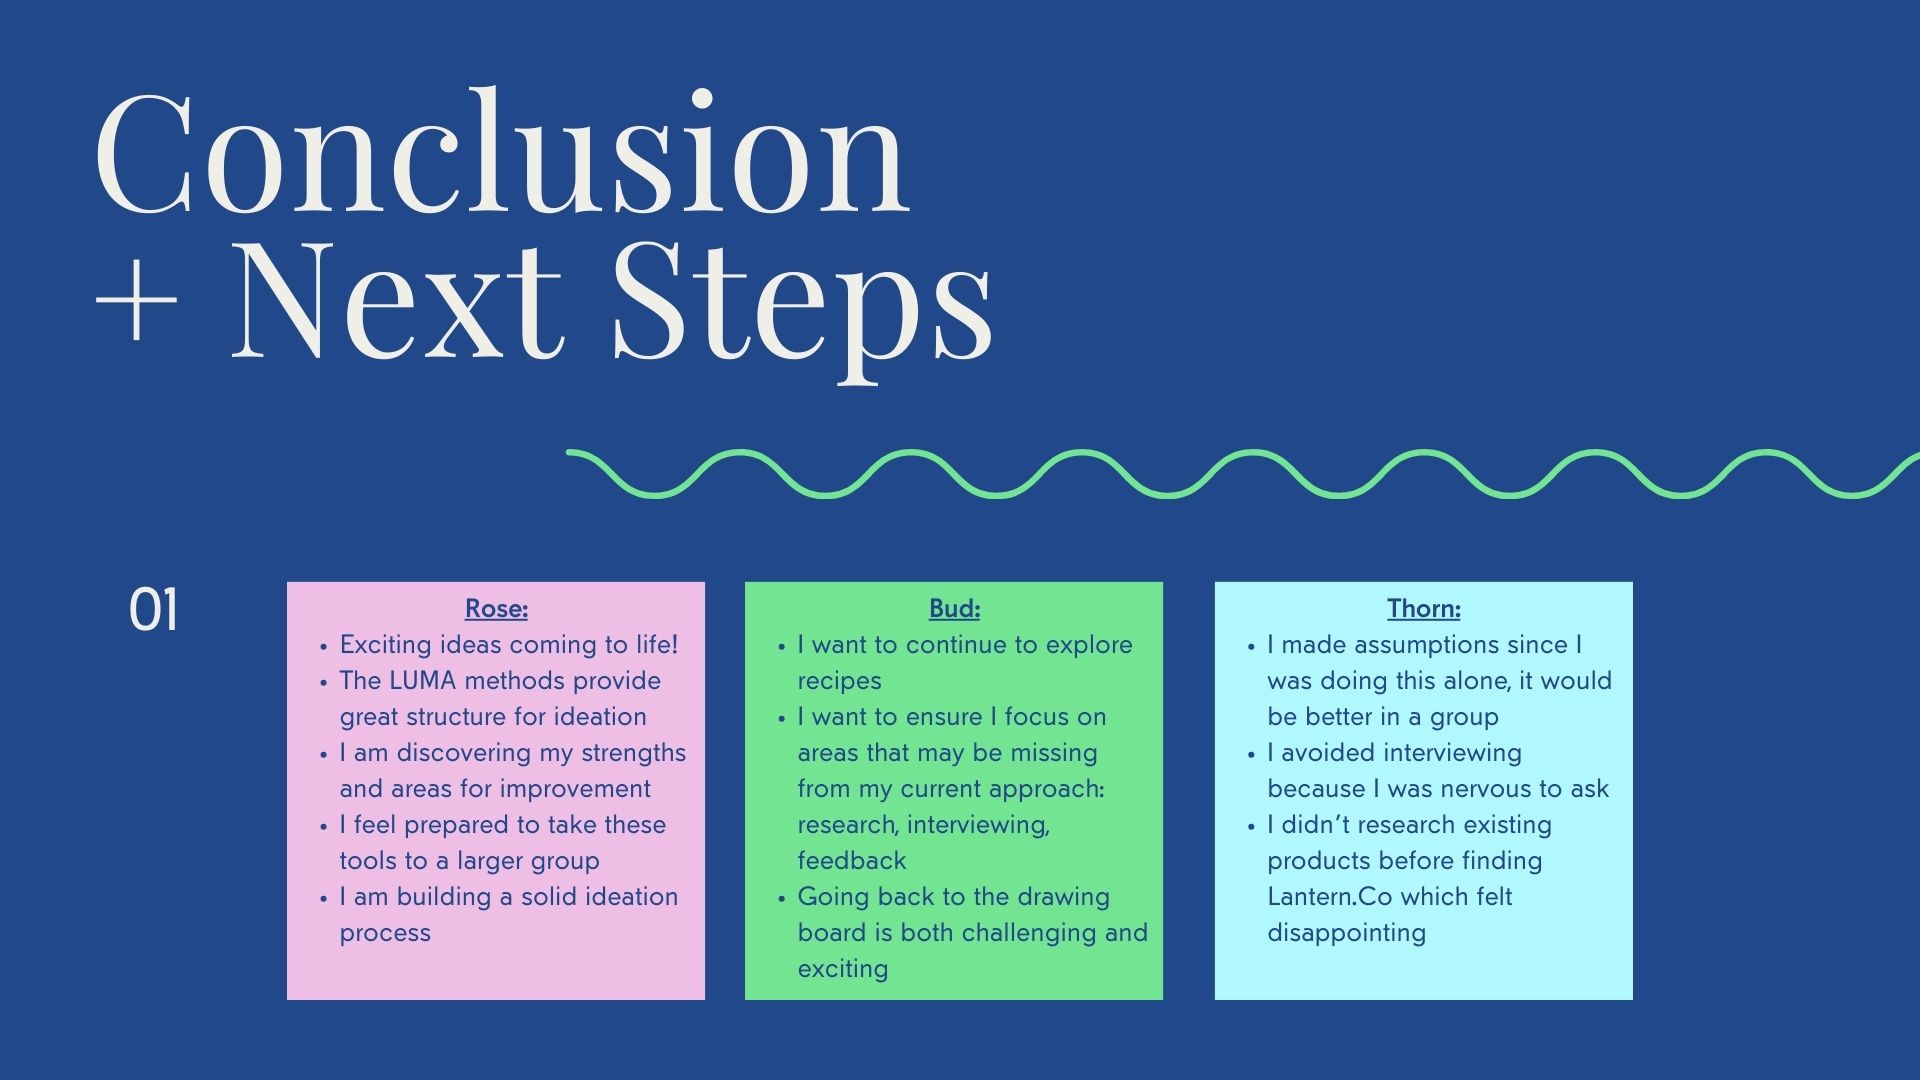 Conclusion
+ Next Steps
01
Rose:
• Exciting ideas coming to life!
• The LUMA methods provide
great structure for ideation
• I am discovering my strengths
and areas for improvement
• I feel prepared to take these
tools to a larger group
• I am building a solid ideation
process
Bud:
• I want to continue to explore
recipes
• I want to ensure I focus on
areas that may be missing
from my current approach:
research, interviewing,
feedback
• Going back to the drawing
board is both challenging and
exciting
Thorn:
• I made assumptions since I
was doing this alone, it would
be better in a group
• I avoided interviewing
because I was nervous to ask
• I didn’t research existing
products before finding
Lantern.Co which felt
disappointing